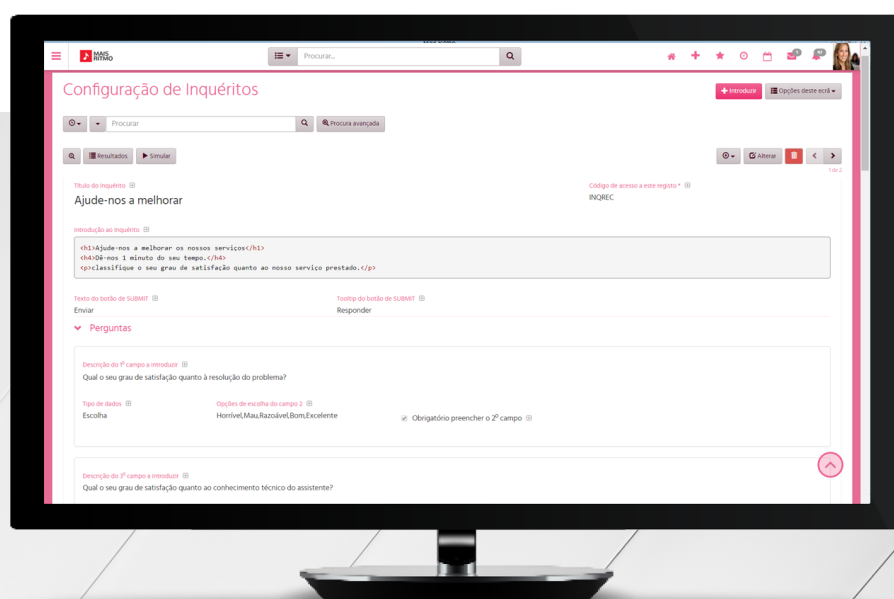 MAIS
RITMO
Procurar...
Configuração de Inquéritos
Introduzir
Opções deste ecrã
Procurar
Procura avançada
Resultados
Simular
Alterar
1 de 2
Título do Inquérito
Código de acesso a este registo *
Ajude-nos a melhorar
INQREC
Introdução ao Inquérito
<h1>Ajude-nos a melhorar os nossos serviços</h1>
<h4>Dê-nos 1 minuto do seu tempo.</h4>
<p>classifique o seu grau de satisfação quanto ao nosso serviço prestado.</p>
Texto do botão de SUBMIT
Tooltip do botão de SUBMIT
Enviar
Responder
Perguntas
Descrição do 1º campo a introduzir
Qual o seu grau de satisfação quanto à resolução do problema?
Tipo de dados
Opções de escolha do campo 2
Escolha
Horrível,Mau,Razoável,Bom,Excelente
Obrigatório preencher o 2º campo
Descrição do 3º campo a introduzir
Qual o seu grau de satisfação quanto ao conhecimento técnico do assistente?